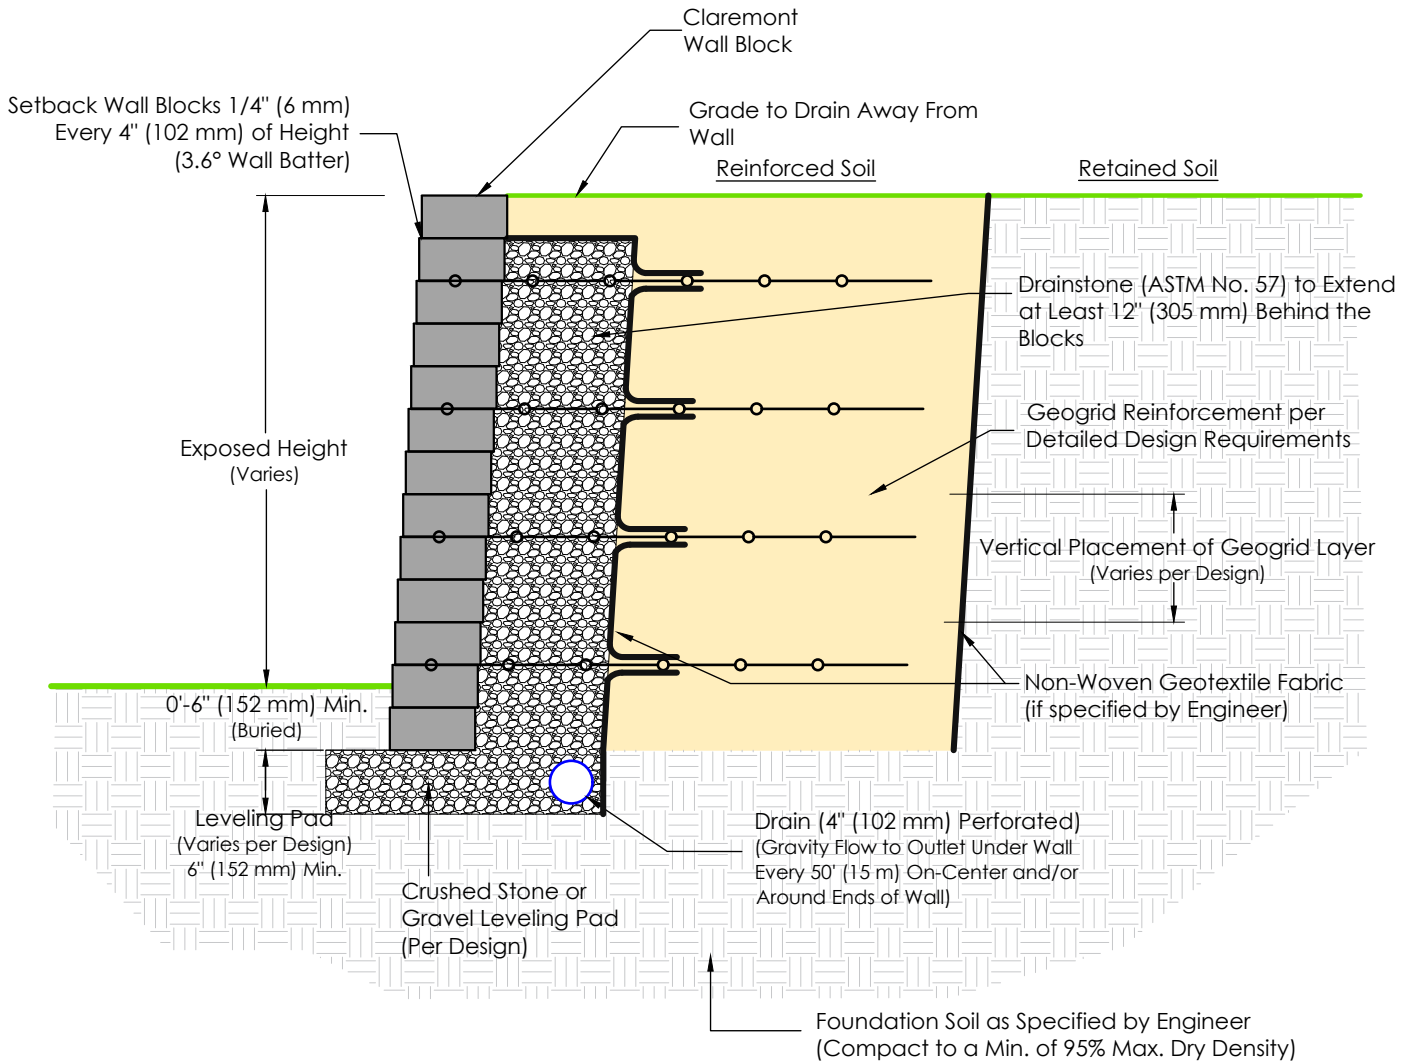 Claremont
Wall Block
Setback Wall Blocks 1/4" (6 mm)
Every 4" (102 mm) of Height
(3.6° Wall Batter)
Grade to Drain Away From
Wall
Reinforced Soil
Retained Soil
Drainstone (ASTM No. 57) to Extend
at Least 12" (305 mm) Behind the
Blocks
Geogrid Reinforcement per
Detailed Design Requirements
Exposed Height
(Varies)
Vertical Placement of Geogrid Layer
(Varies per Design)
Non-Woven Geotextile Fabric
(if specified by Engineer)
0'-6" (152 mm) Min.
(Buried)
Leveling Pad
(Varies per Design)
6" (152 mm) Min.
Drain (4" (102 mm) Perforated)
(Gravity Flow to Outlet Under Wall
Every 50' (15 m) On-Center and/or
Around Ends of Wall)
Crushed Stone or
Gravel Leveling Pad
(Per Design)
Foundation Soil as Specified by Engineer
(Compact to a Min. of 95% Max. Dry Density)